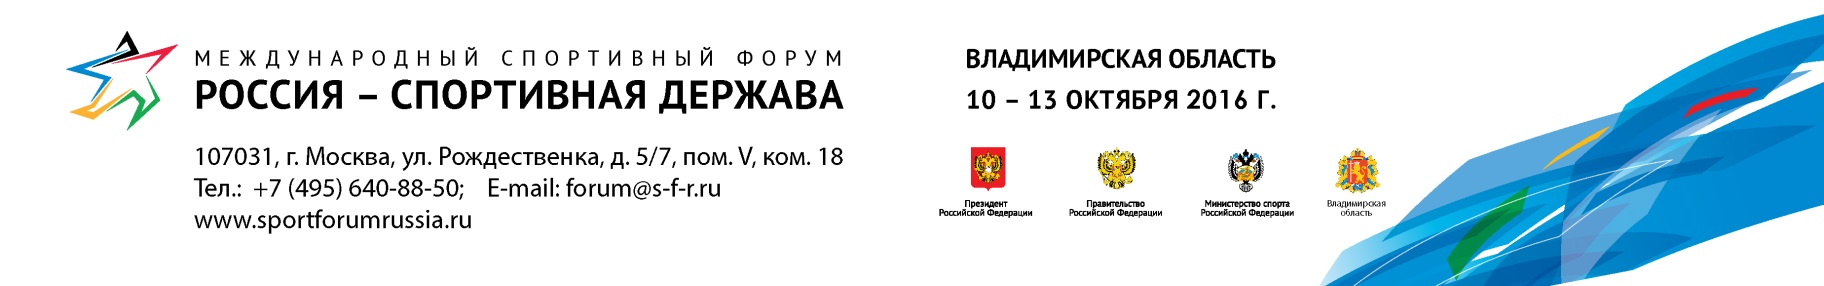 МЕЖДУНАРОДНЫЙ СПОРТИВНЫЙ ФОРУМ
РОССИЯ – СПОРТИВНАЯ ДЕРЖАВА
107031, г. Москва, ул. Рождественка, д. 5/7, пом. V, ком. 18
Тел.: +7 (495) 640-88-50; E-mail: forum@s-f-r.ru
www.sportforumrussia.ru
ВЛАДИМИРСКАЯ ОБЛАСТЬ
10 – 13 ОКТЯБРЯ 2016 Г.
Президент
Российской Федерации
Правительство
Российской Федерации
Министерство спорта
Российской Федерации
Владимирская
область